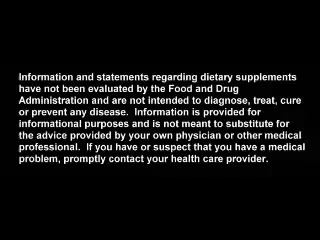 Information and statements regarding dietary supplements
have not been evaluated by the Food and Drug
Administration and are not intended to diagnose, treat, cure
or prevent any disease.  Information is provided for
informational purposes and is not meant to substitute for
the advice provided by your own physician or other medical
professional.  If you have or suspect that you have a medical
problem, promptly contact your health care provider.